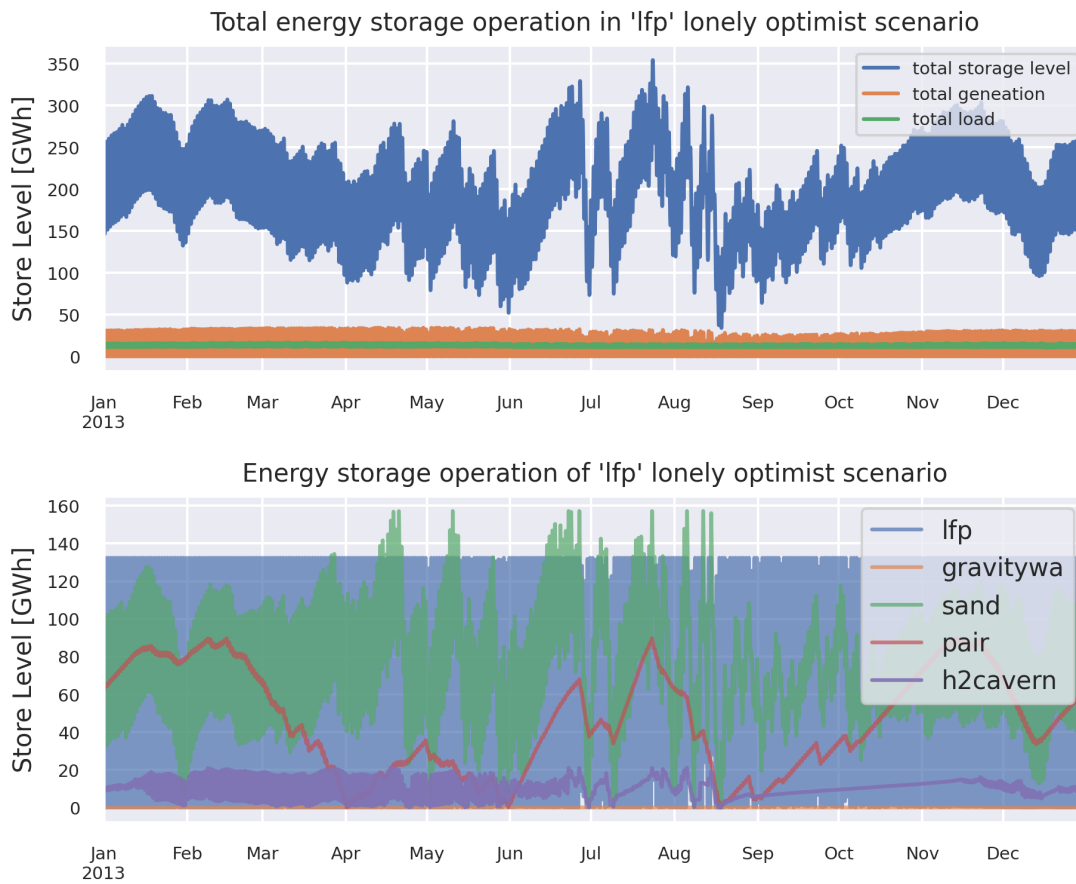 Total energy storage operation in 'lfp' lonely optimist scenario
Store Level [GWh]
350
300
250
200
150
100
50
0
total storage level
total geneation
total load
Jan
2013
Feb
Mar
Apr
May
Jun
Jul
Aug
Sep
Oct
Nov
Dec
Energy storage operation of 'lfp' lonely optimist scenario
Store Level [GWh]
160
140
120
100
80
60
40
20
0
lfp
gravitywa
sand
pair
h2cavern
Jan
2013
Feb
Mar
Apr
May
Jun
Jul
Aug
Sep
Oct
Nov
Dec